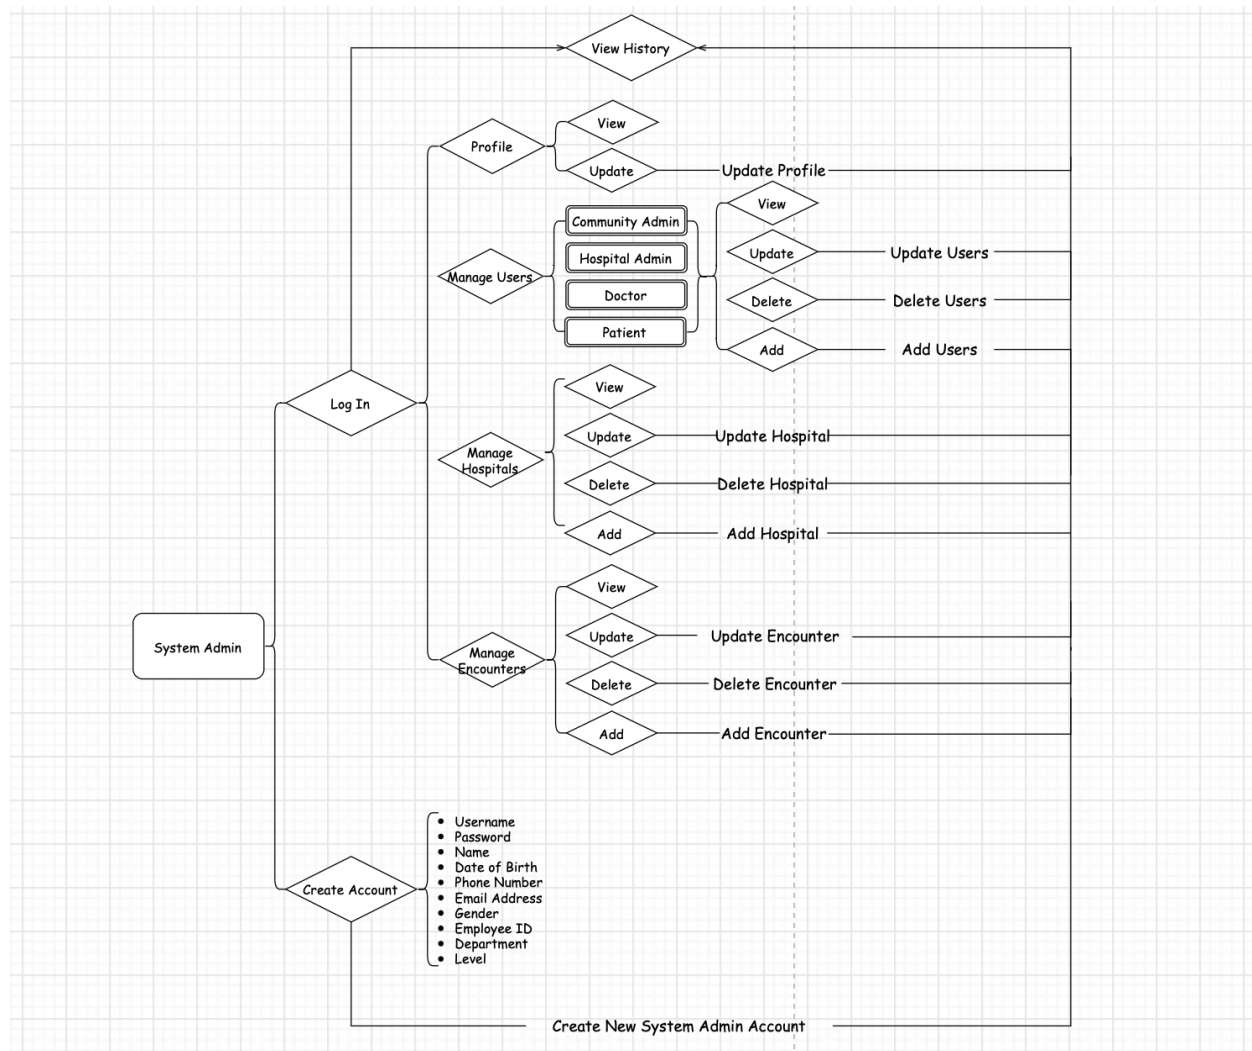 View History
Profile
View
Update
Update Profile
Manage Users
Community Admin
Hospital Admin
Doctor
Patient
View
Update
Update Users
Delete
Delete Users
Add
Add Users
Log In
Manage
Hospitals
View
Update
Update Hospital
Delete
Delete Hospital
Add
Add Hospital
System Admin
Manage
Encounters
View
Update
Update Encounter
Delete
Delete Encounter
Add
Add Encounter
Create Account
• Username
• Password
• Name
• Date of Birth
• Phone Number
• Email Address
• Gender
• Employee ID
• Department
• Level
Create New System Admin Account